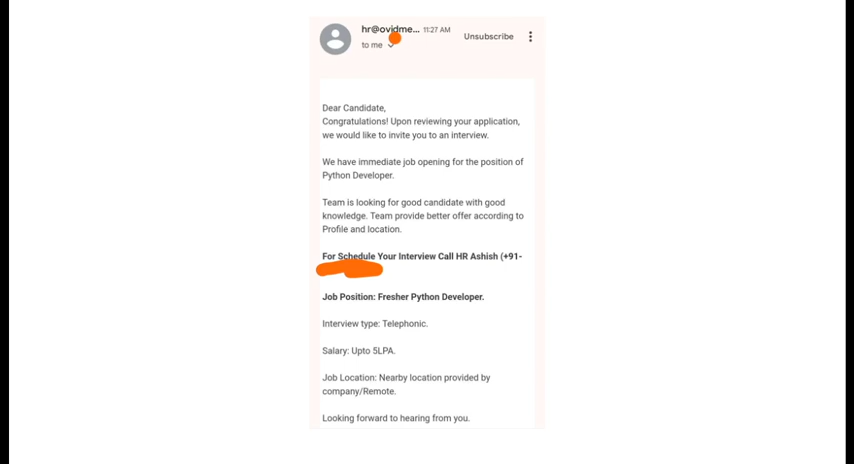 hr@ovidme... 11:27 AM Unsubscribe
to me
Dear Candidate,
Congratulations! Upon reviewing your application,
we would like to invite you to an interview.
We have immediate job opening for the position of
Python Developer.
Team is looking for good candidate with good
knowledge. Team provide better offer according to
Profile and location.
For Schedule Your Interview Call HR Ashish (+91-
Job Position: Fresher Python Developer.
Interview type: Telephonic.
Salary: Upto 5LPA.
Job Location: Nearby location provided by
company/Remote.
Looking forward to hearing from you.